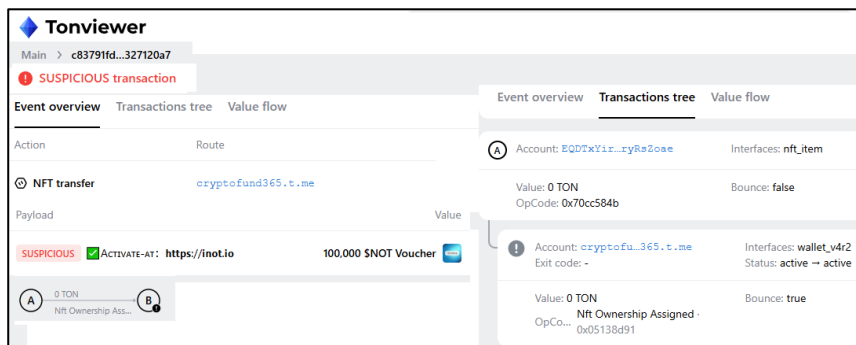 Tonviewer
Main > c83791fd...327120a7
SUSPICIOUS transaction
Event overview Transactions tree Value flow
Action Route
NFT transfer cryptofund365.t.me
Payload Value
SUSPICIOUS ✅ACTIVATE-AT: https://inot.io 100,000 $NOT Voucher
A 0 TON B
Nft Ownership Ass...
Event overview Transactions tree Value flow
A Account: EQDTxYir…ryRsZoae Interfaces: nft_item
Value: 0 TON Bounce: false
OpCode: 0x70cc584b
Account: cryptofu…365.t.me Interfaces: wallet_v4r2
Exit code: - Status: active → active
Value: 0 TON Bounce: true
OpCo... Nft Ownership Assigned ·
0x05138d91